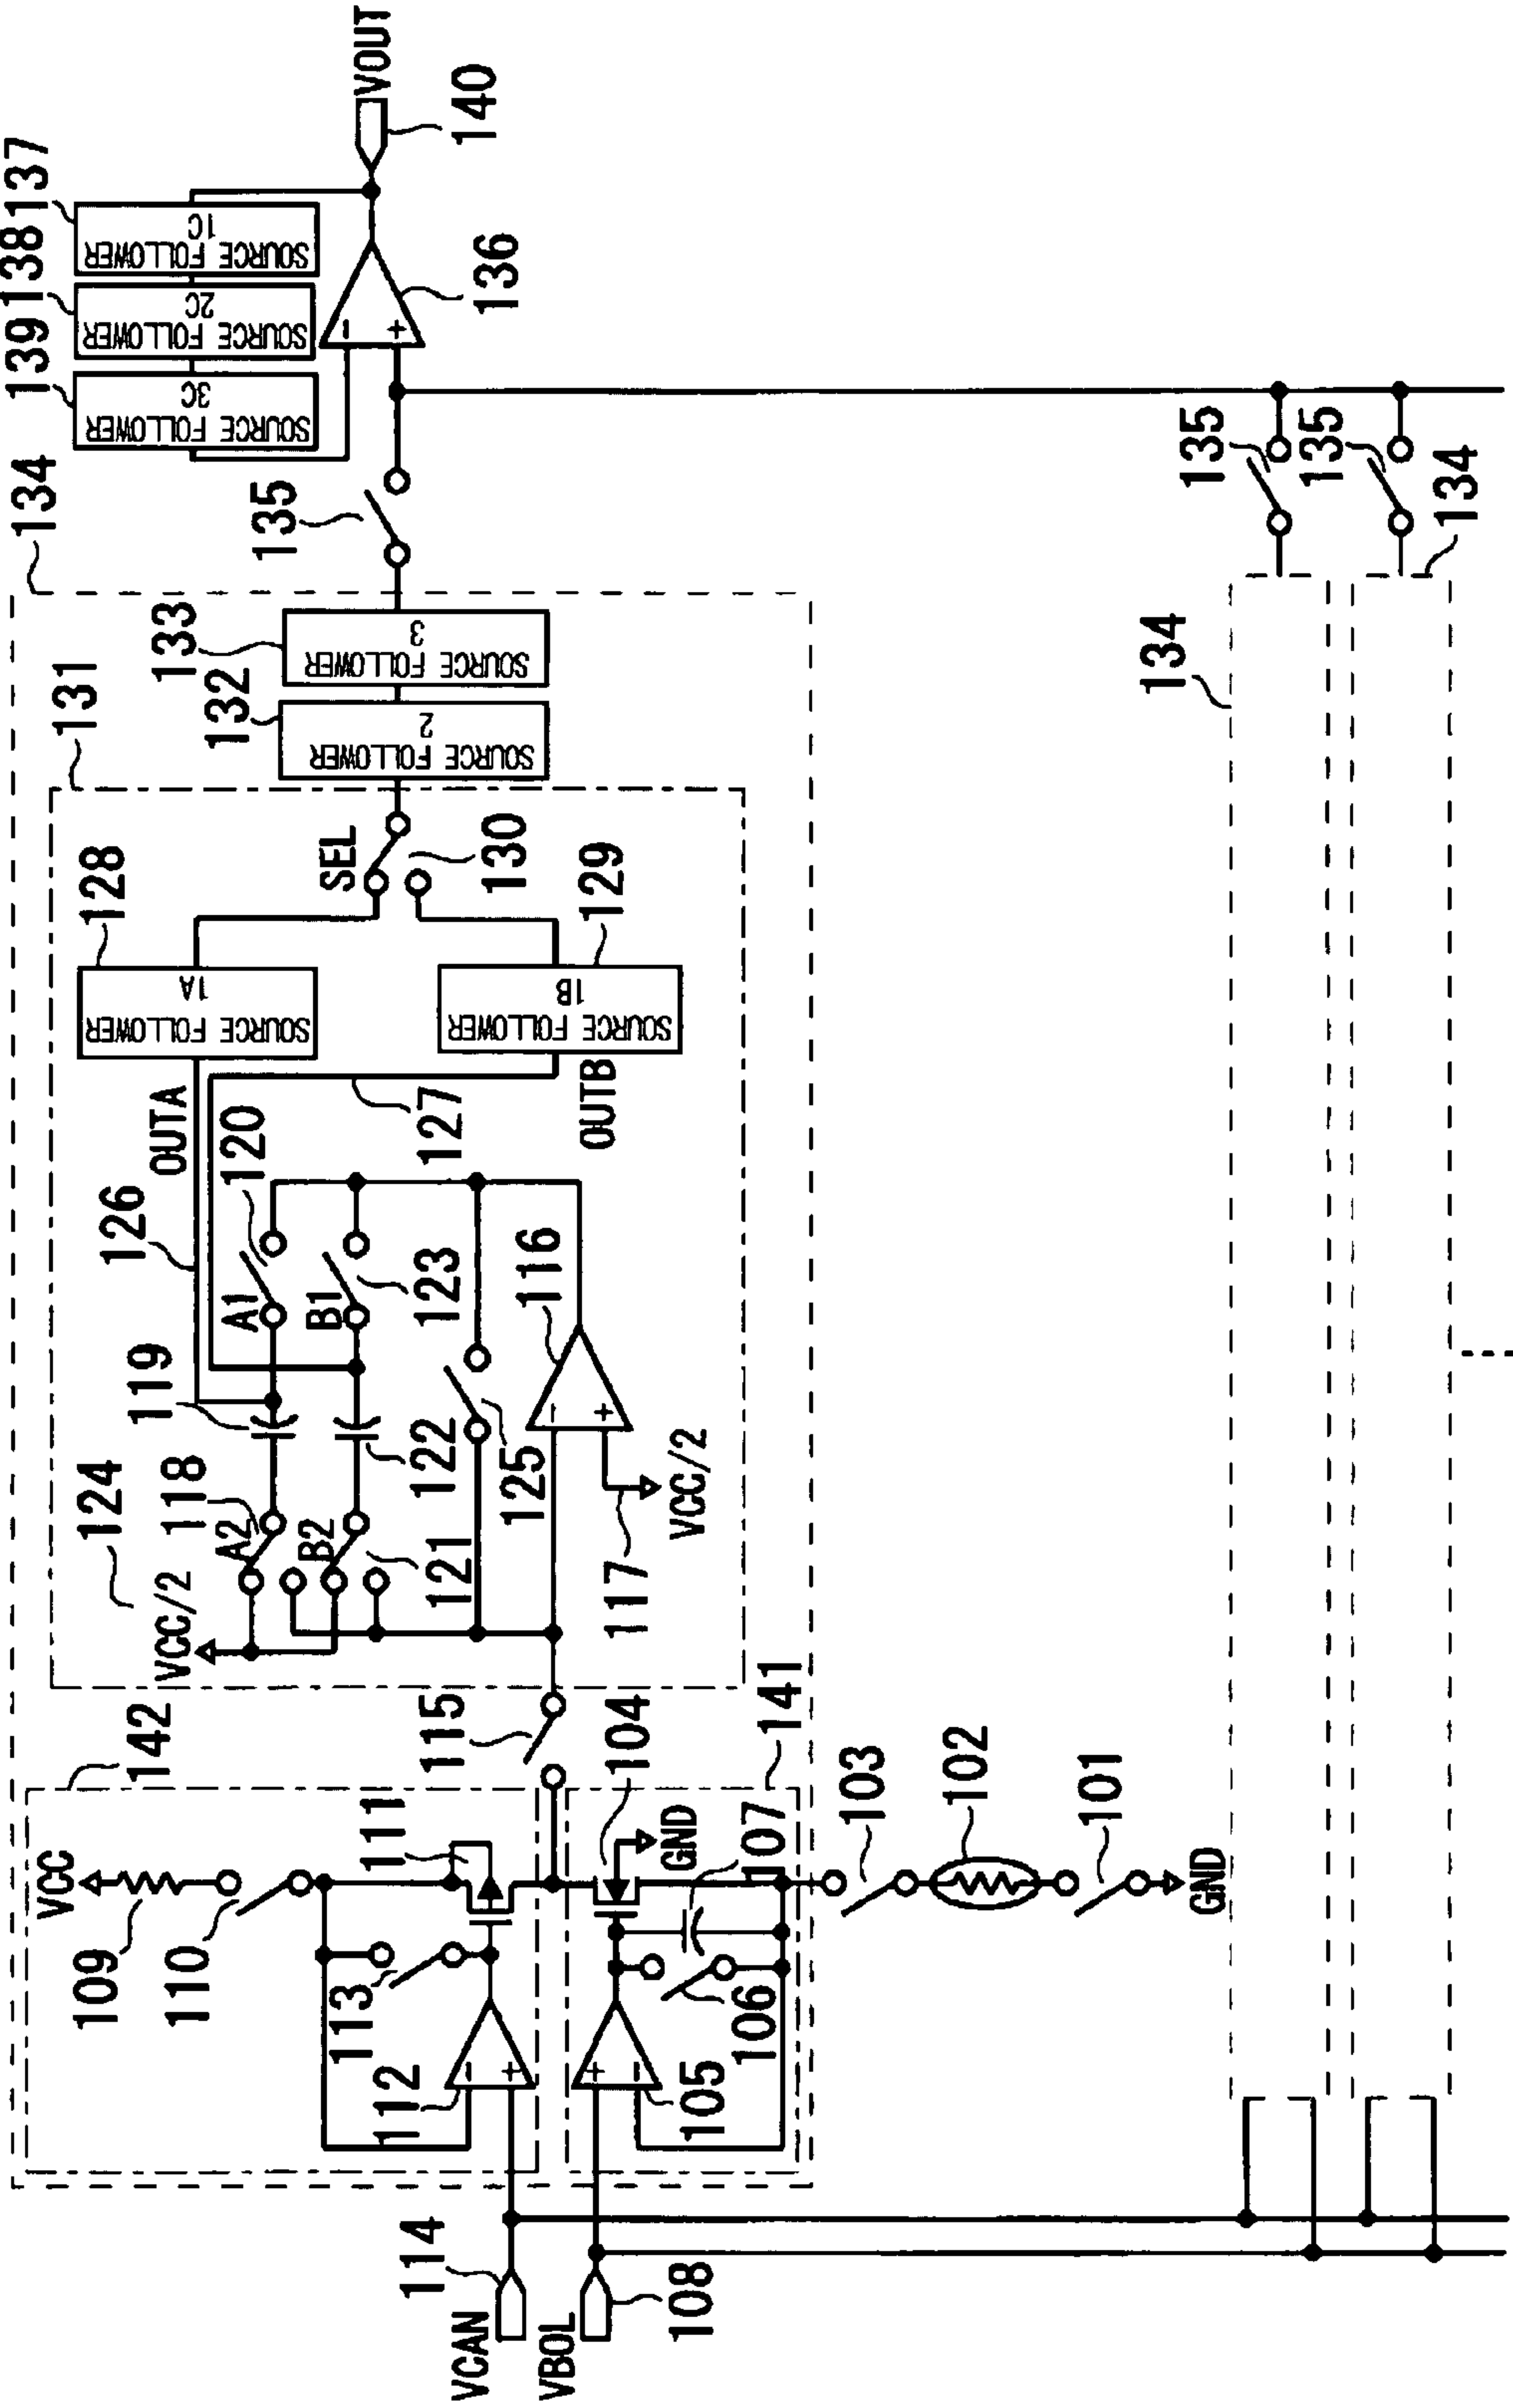 VOUT
140
137
138
139
SOURCE FOLLOWER
1C
SOURCE FOLLOWER
2C
SOURCE FOLLOWER
3C
136
134
135
135
135
134
134
133
132
SOURCE FOLLOWER
3
SOURCE FOLLOWER
2
131
SEL
130
128
129
SOURCE FOLLOWER
1A
SOURCE FOLLOWER
1B
OUTA
OUTB
127
126
120
A1
B1
123
116
119
122
125
124
118
A2
B2
121
VCC/2
VCC/2
117
-
+
-
+
142
115
104
141
VCC
109
110
111
113
112
-
+
GND
107
106
105
+
-
103
102
101
GND
114
VCAN
VBOL
108